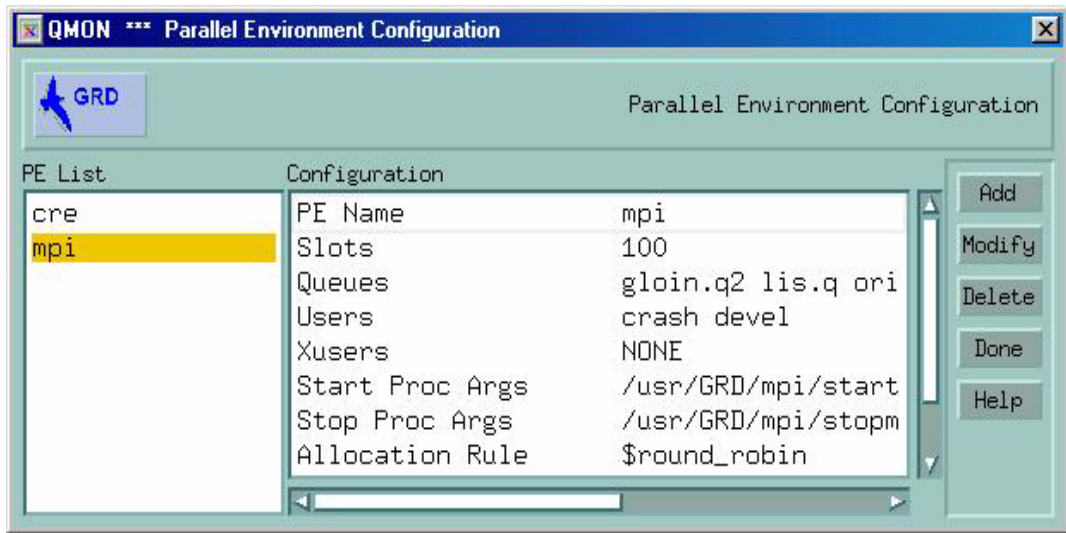 QMON *** Parallel Environment Configuration
GRD
Parallel Environment Configuration
PE List
cre
mpi
Configuration
PE Name mpi
Slots 100
Queues gloin.q2 lis.q ori
Users crash devel
Xusers NONE
Start Proc Args /usr/GRD/mpi/start
Stop Proc Args /usr/GRD/mpi/stopm
Allocation Rule $round_robin
Add
Modify
Delete
Done
Help